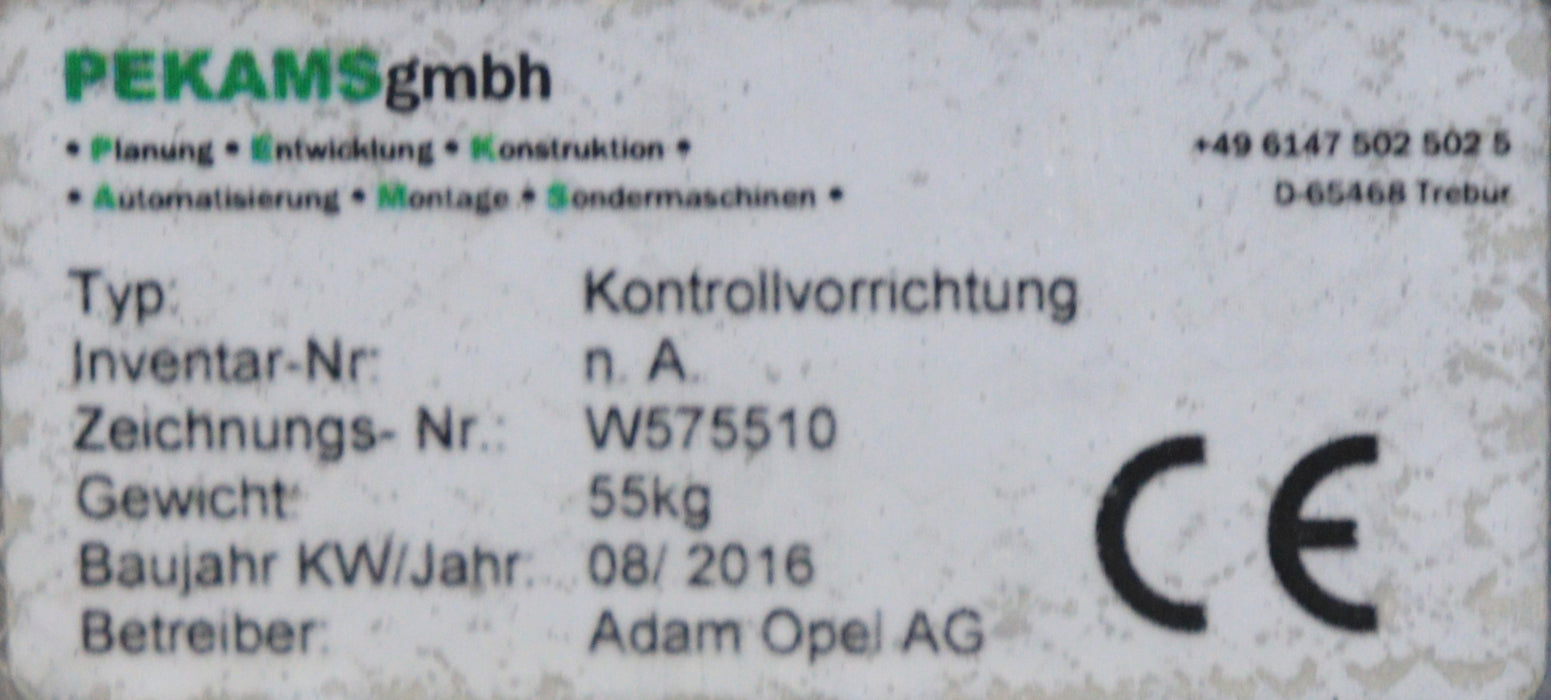 PEKAMSgmbh
• Planung • Entwicklung • Konstruktion •
+49 6147 502 502 5
• Automatisierung • Montage • Sondermaschinen •
D-65468 Trebur
Typ: Kontrollvorrichtung
Inventar-Nr: n. A.
Zeichnungs- Nr.: W575510
Gewicht: 55kg
Baujahr KW/Jahr: 08/ 2016
Betreiber: Adam Opel AG
CE